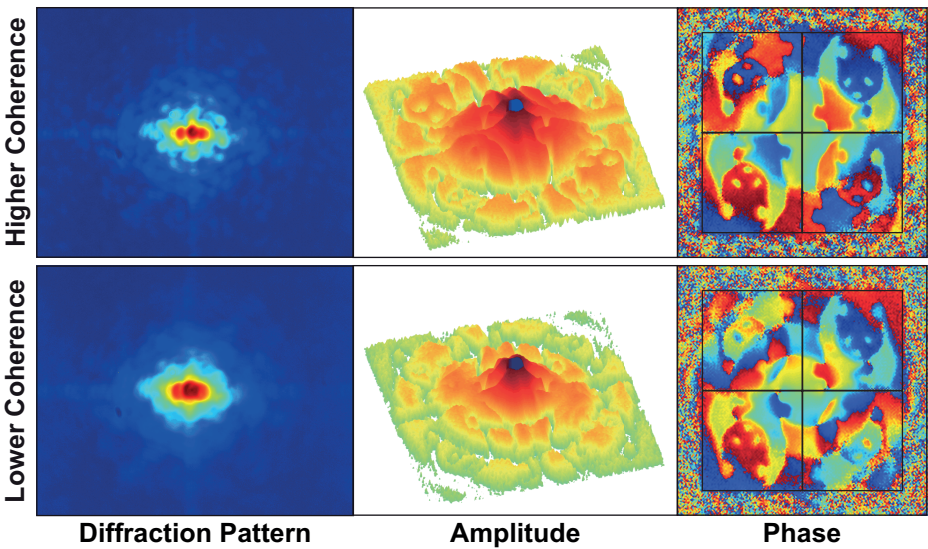 Higher Coherence
Lower Coherence
Diffraction Pattern
Amplitude
Phase